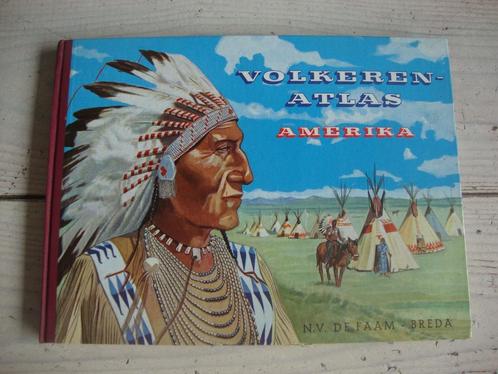 VOLKEREN-
ATLAS
AMERIKA
N.V. DE FAAM - BREDA